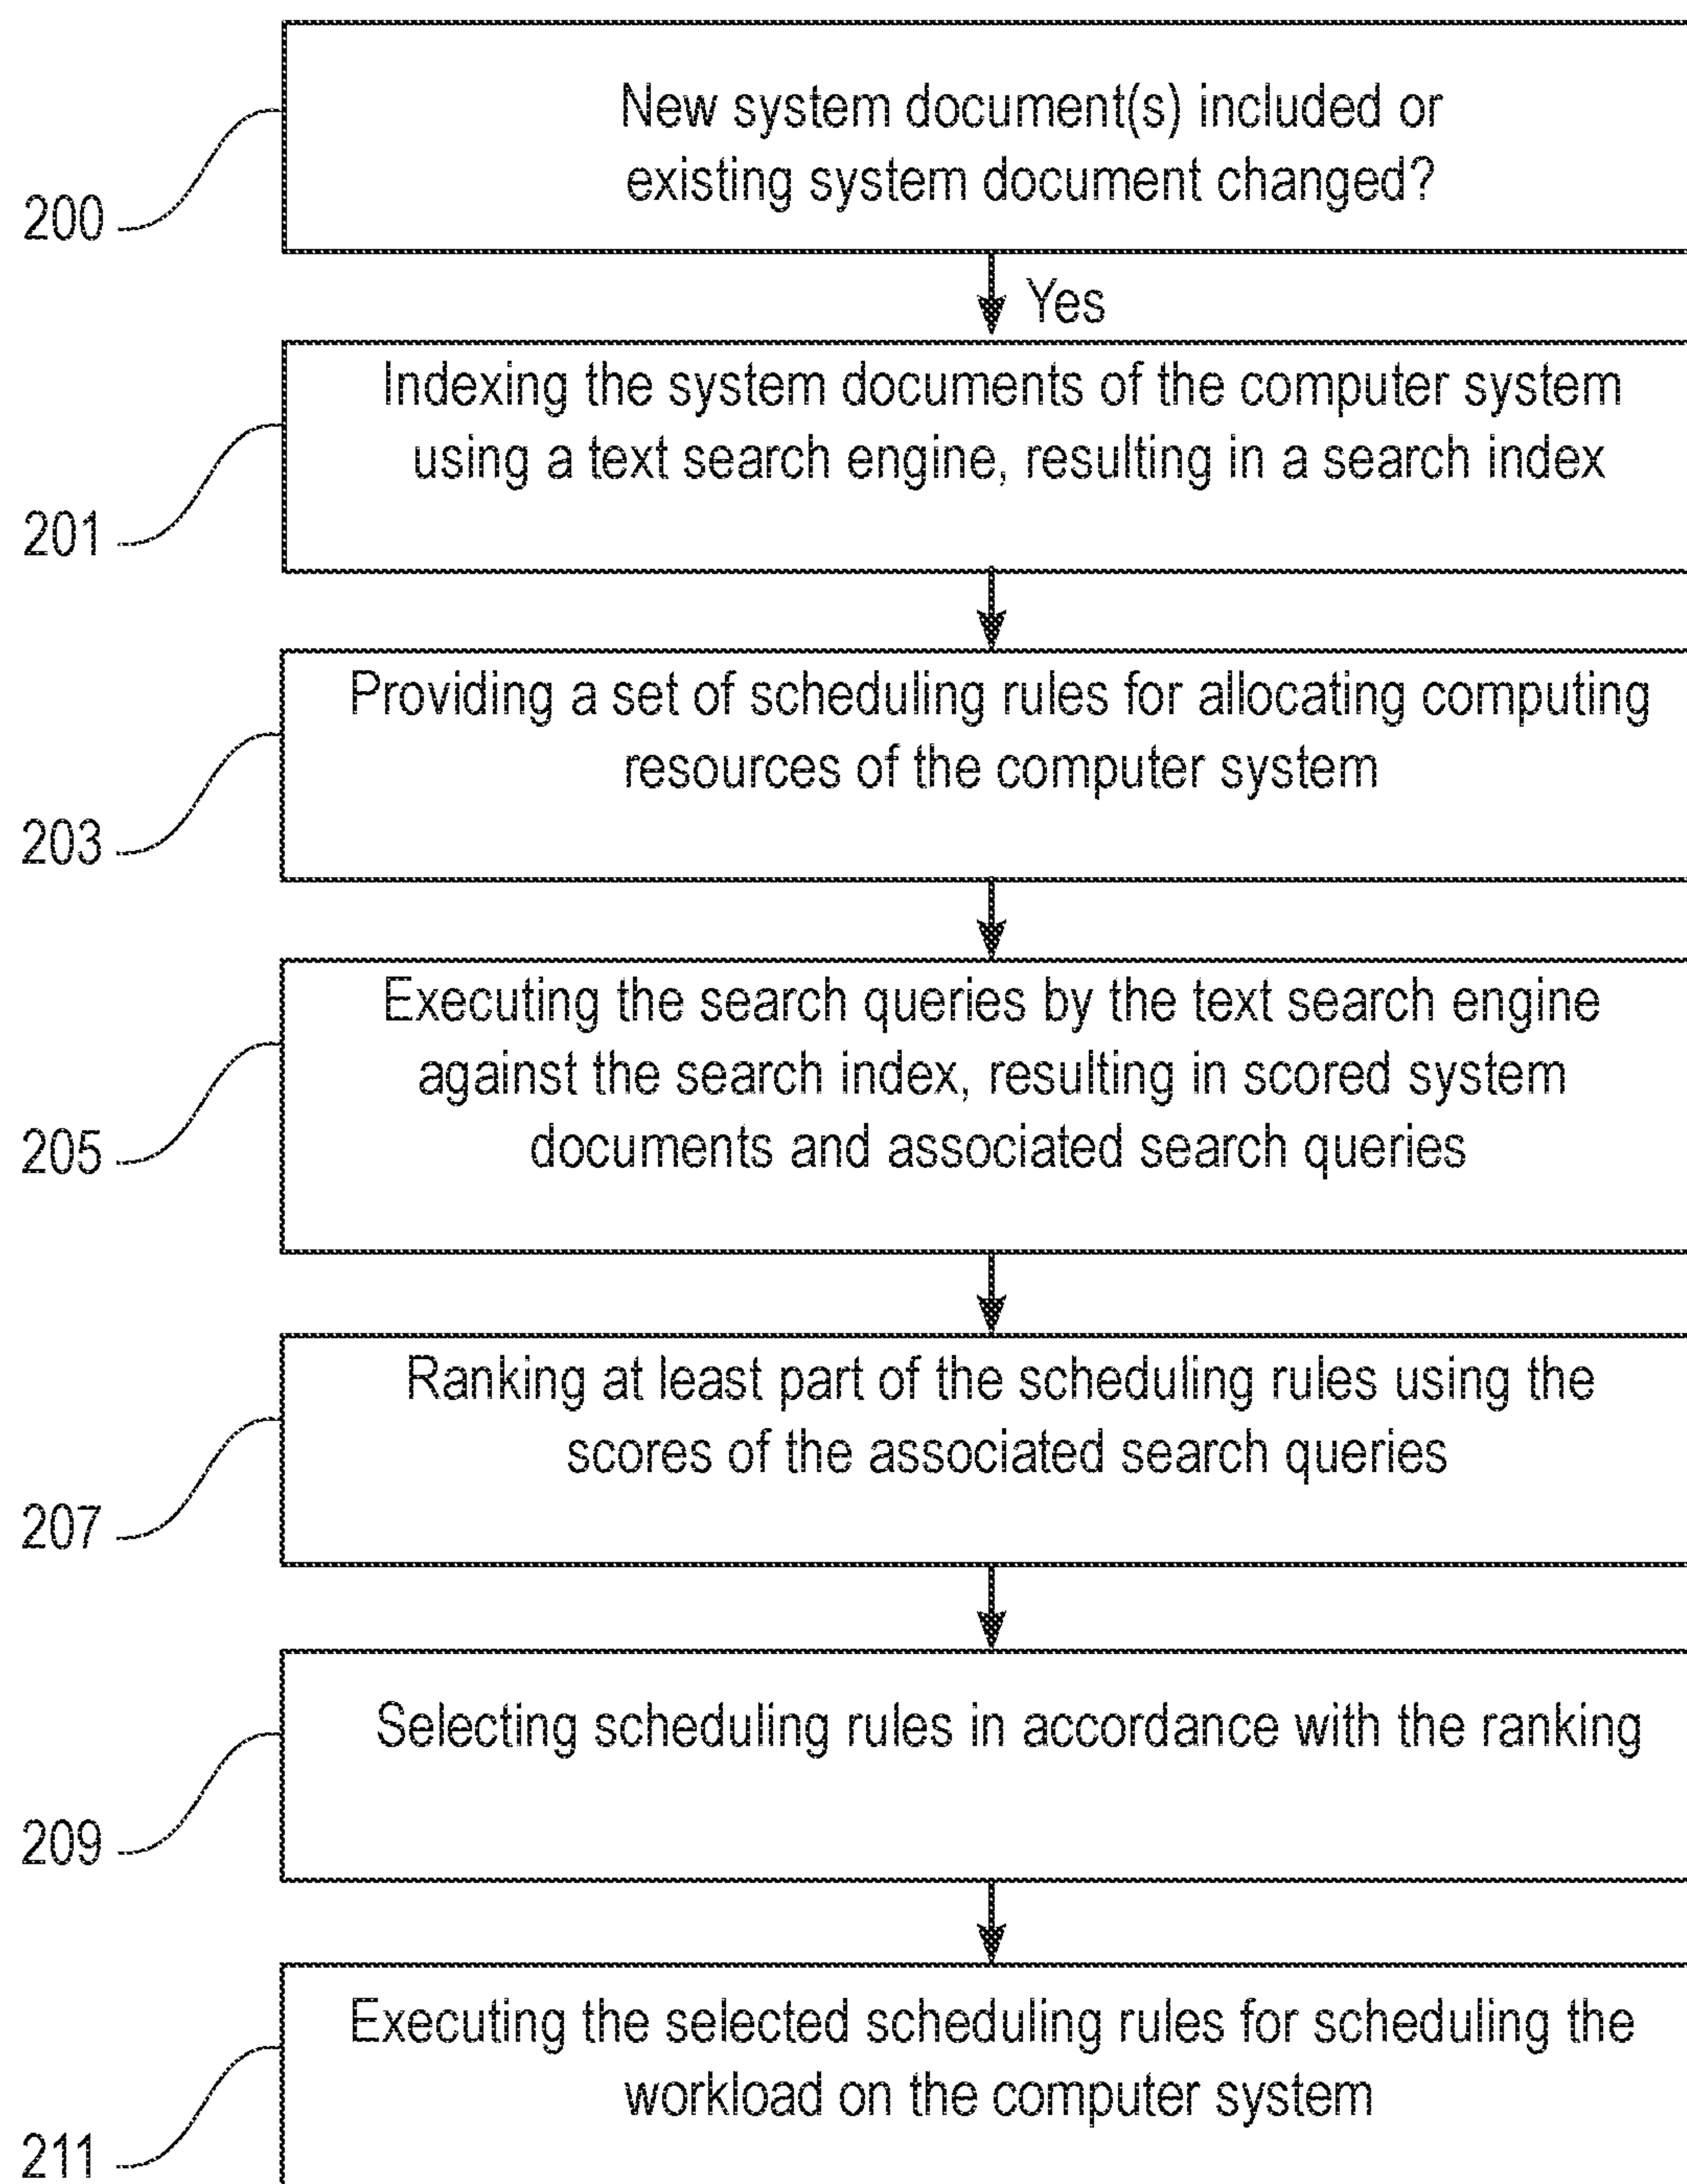 New system document(s) included or
existing system document changed?
200
Yes
Indexing the system documents of the computer system
using a text search engine, resulting in a search index
201
Providing a set of scheduling rules for allocating computing
resources of the computer system
203
Executing the search queries by the text search engine
against the search index, resulting in scored system
documents and associated search queries
205
Ranking at least part of the scheduling rules using the
scores of the associated search queries
207
Selecting scheduling rules in accordance with the ranking
209
Executing the selected scheduling rules for scheduling the
workload on the computer system
211